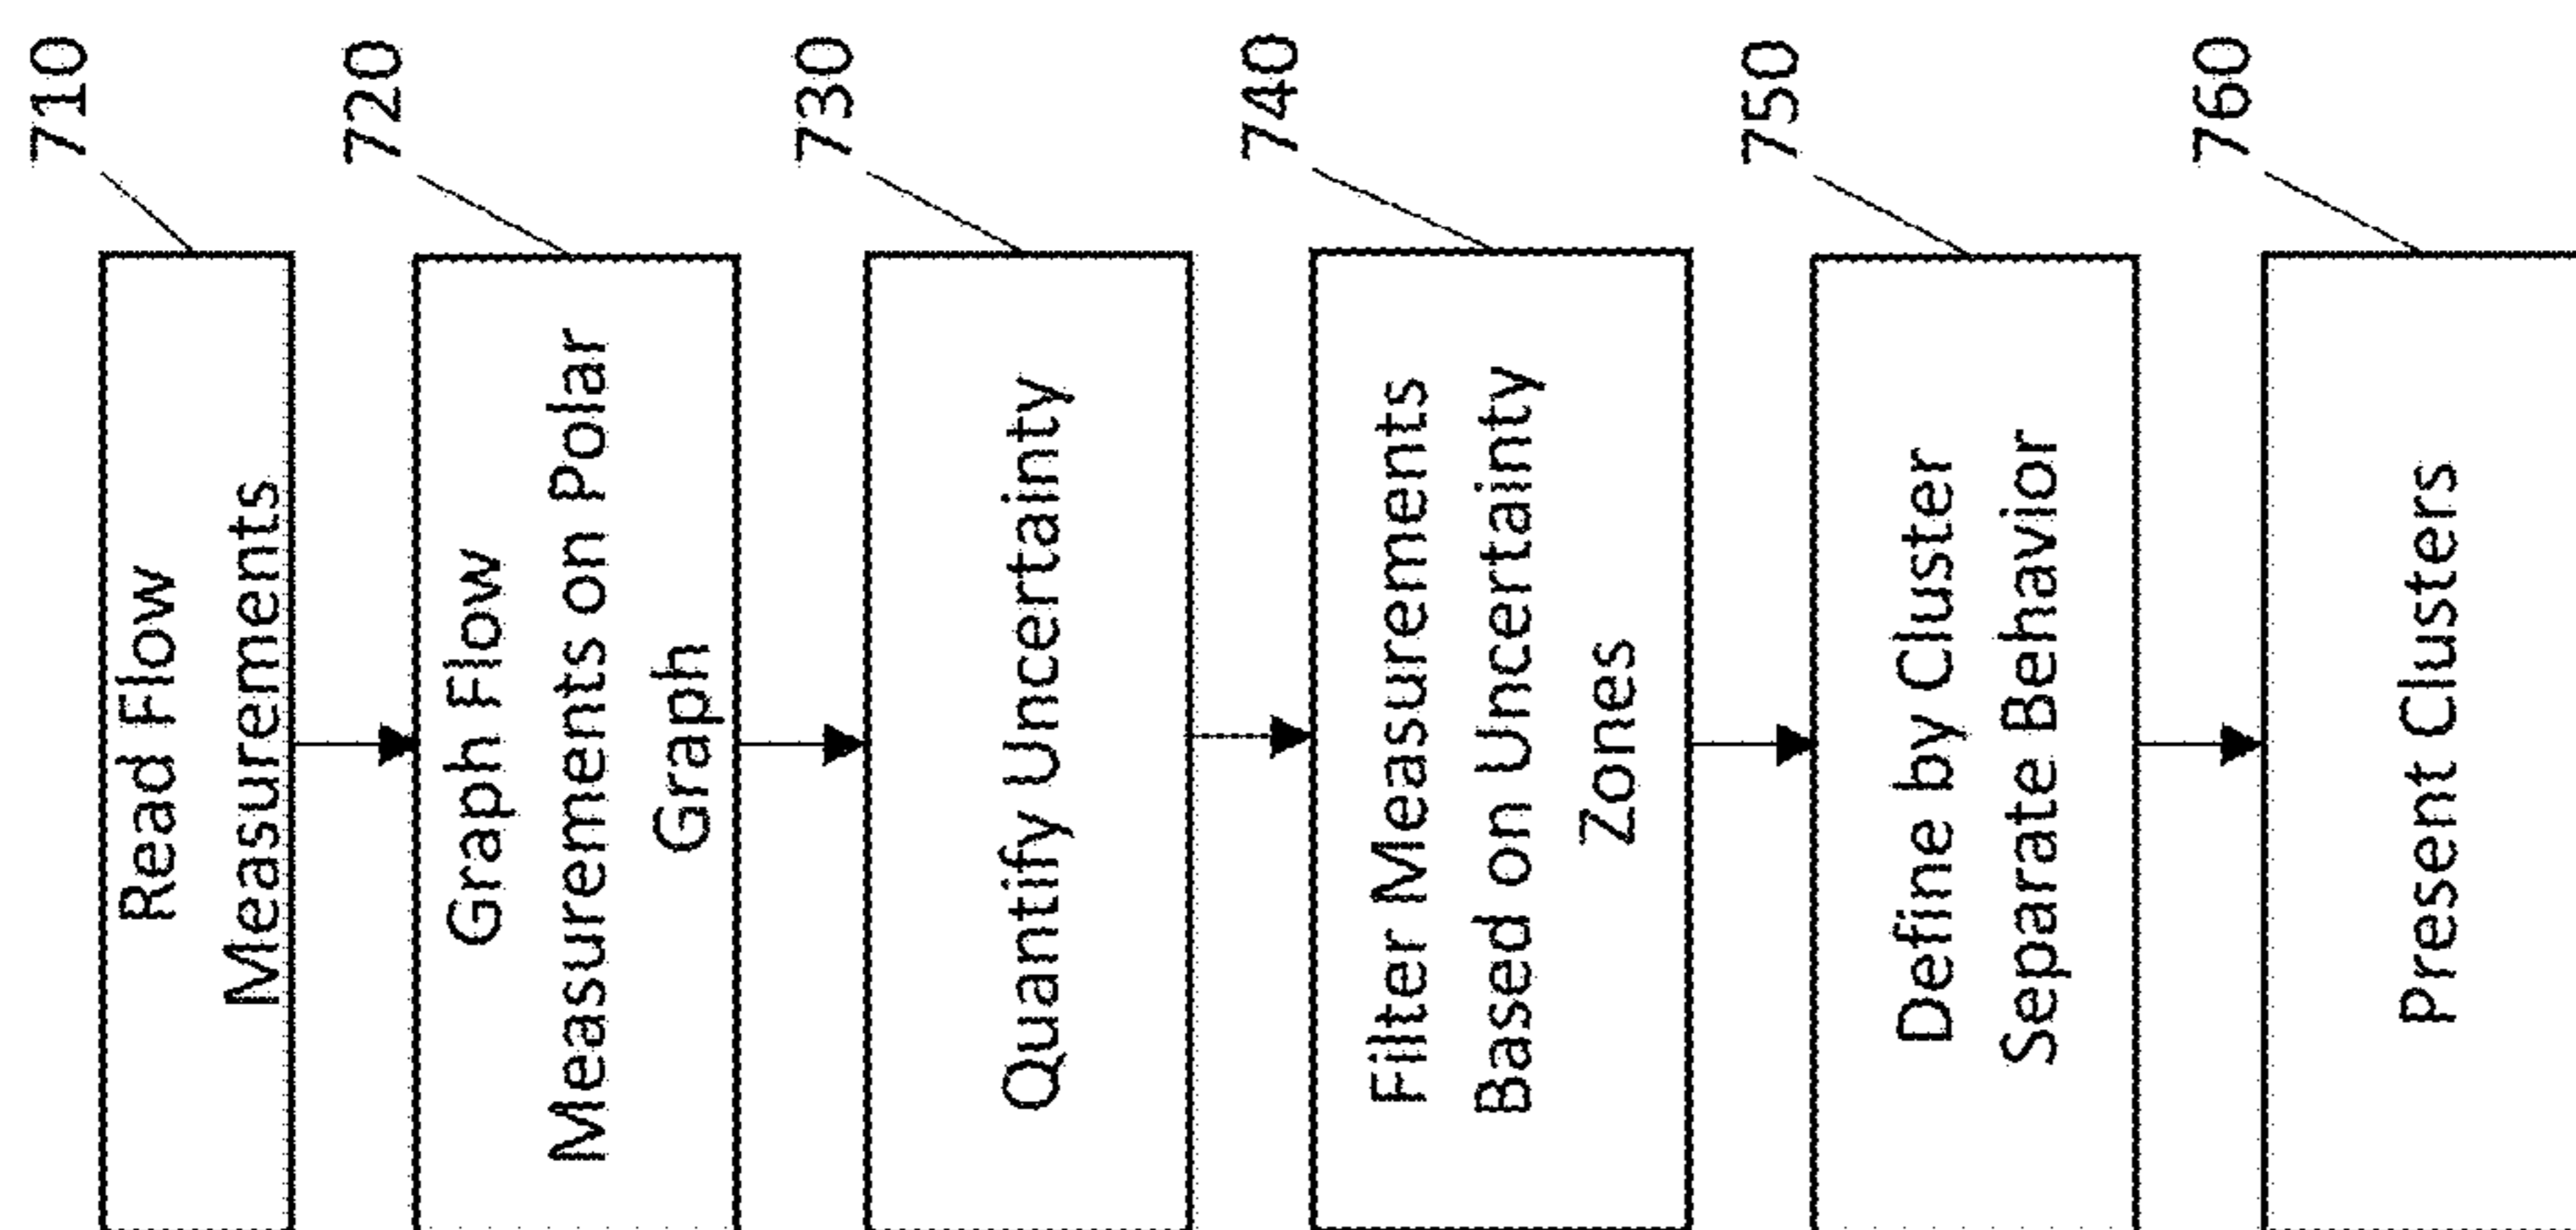 710
Read Flow
Measurements
720
Graph Flow
Measurements on Polar
Graph
730
Quantify Uncertainty
740
Filter Measurements
Based on Uncertainty
Zones
750
Define by Cluster
Separate Behavior
760
Present Clusters